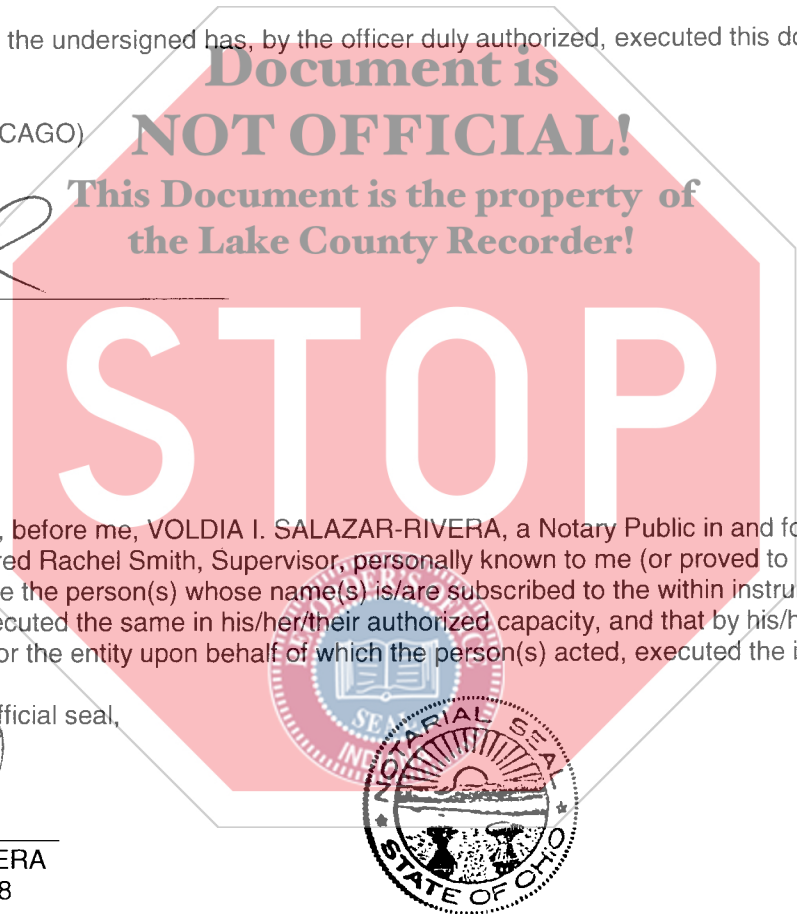 the undersigned has, by the officer duly authorized, executed this do
Document is
CAGO)
NOT OFFICIAL!
This Document is the property of
the Lake County Recorder!
STOP
, before me, VOLDIA I. SALAZAR-RIVERA, a Notary Public in and fo
red Rachel Smith, Supervisor, personally known to me (or proved to
e the person(s) whose name(s) is/are subscribed to the within instru
ecuted the same in his/her/their authorized capacity, and that by his/h
or the entity upon behalf of which the person(s) acted, executed the i
RECORDER'S OFFICE
SEAL
INDIANA
fficial seal,
NOTARIAL SEAL
STATE OF OHIO
ERA
8